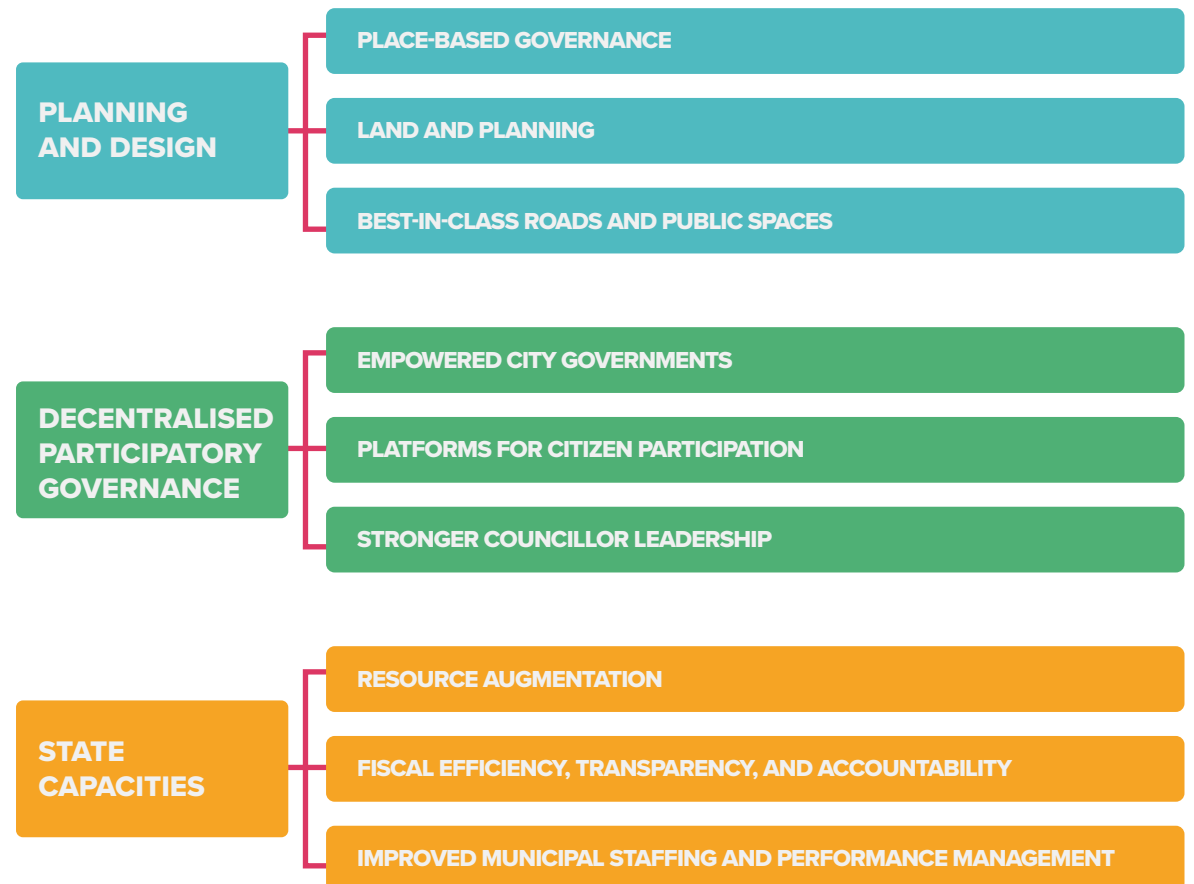 PLANNING
AND DESIGN
PLACE-BASED GOVERNANCE
LAND AND PLANNING
BEST-IN-CLASS ROADS AND PUBLIC SPACES
DECENTRALISED
PARTICIPATORY
GOVERNANCE
EMPOWERED CITY GOVERNMENTS
PLATFORMS FOR CITIZEN PARTICIPATION
STRONGER COUNCILLOR LEADERSHIP
STATE
CAPACITIES
RESOURCE AUGMENTATION
FISCAL EFFICIENCY, TRANSPARENCY, AND ACCOUNTABILITY
IMPROVED MUNICIPAL STAFFING AND PERFORMANCE MANAGEMENT